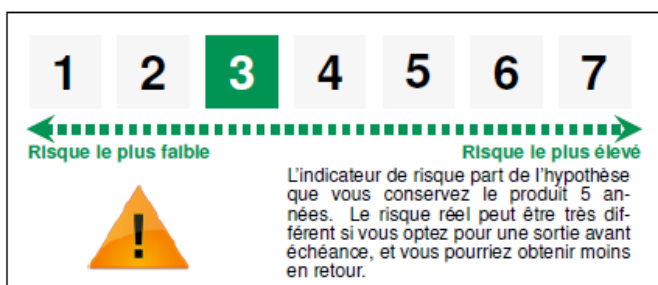 1 2 3 4 5 6 7
Risque le plus faible Risque le plus élevé
L'indicateur de risque part de l'hypothèse
que vous conservez le produit 5 an-
nées. Le risque réel peut être très dif-
férent si vous optez pour une sortie avant
échéance, et vous pourriez obtenir moins
en retour.
!